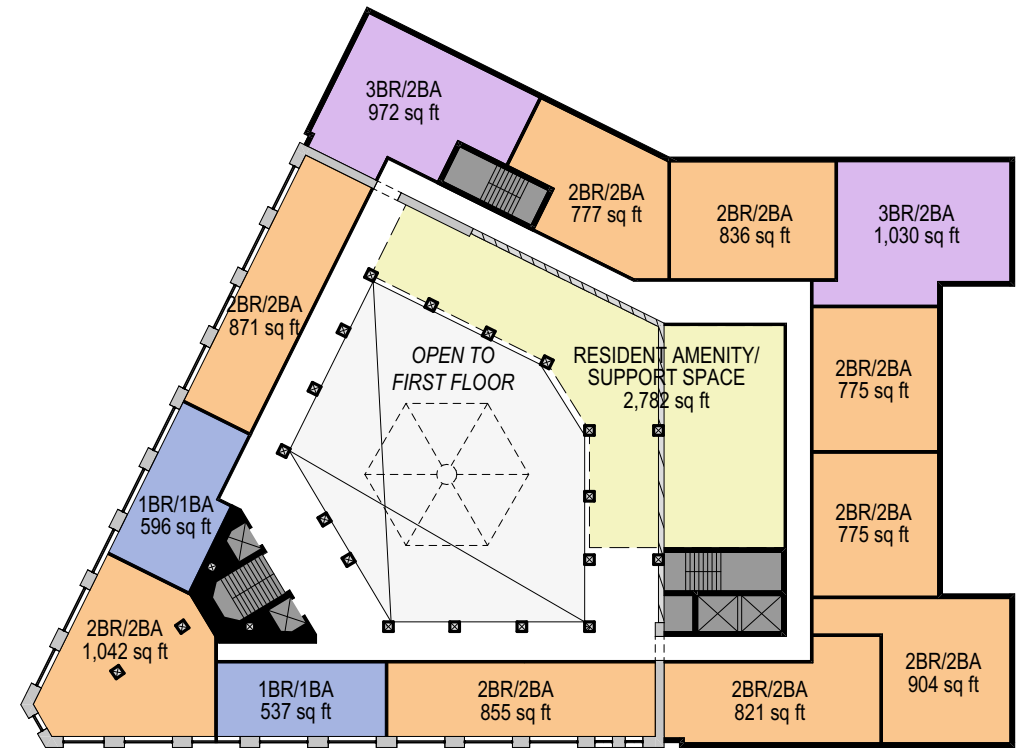 3BR/2BA
972 sq ft
2BR/2BA
777 sq ft
2BR/2BA
836 sq ft
3BR/2BA
1,030 sq ft
2BR/2BA
871 sq ft
OPEN TO
FIRST FLOOR
RESIDENT AMENITY/
SUPPORT SPACE
2,782 sq ft
2BR/2BA
775 sq ft
1BR/1BA
596 sq ft
2BR/2BA
775 sq ft
2BR/2BA
1,042 sq ft
1BR/1BA
537 sq ft
2BR/2BA
855 sq ft
2BR/2BA
821 sq ft
2BR/2BA
904 sq ft